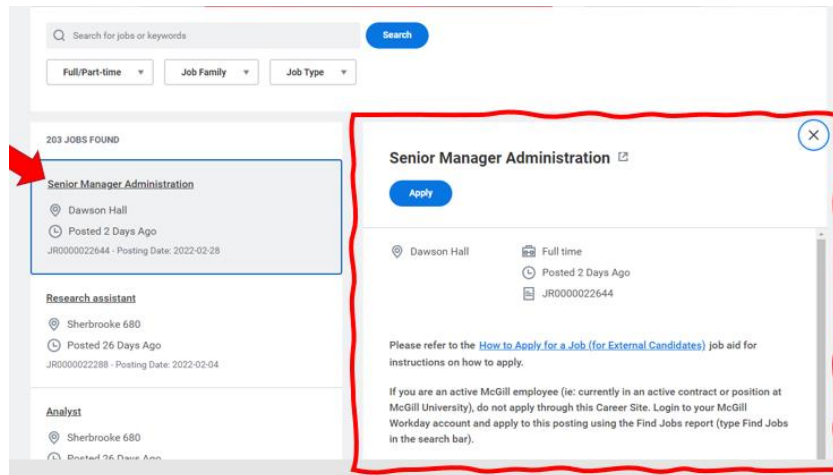 Search for jobs or keywords
Search
Full/Part-time
Job Family
Job Type
203 JOBS FOUND
Senior Manager Administration
Dawson Hall
Posted 2 Days Ago
JR0000022644 - Posting Date: 2022-02-28
Research assistant
Sherbrooke 680
Posted 26 Days Ago
JR0000022288 - Posting Date: 2022-02-04
Analyst
Sherbrooke 680
Posted 26 Days Ago
Senior Manager Administration
Apply
Dawson Hall
Full time
Posted 2 Days Ago
JR0000022644
Please refer to the How to Apply for a Job (for External Candidates) job aid for
instructions on how to apply.
If you are an active McGill employee (ie: currently in an active contract or position at
McGill University), do not apply through this Career Site. Login to your McGill
Workday account and apply to this posting using the Find Jobs report (type Find Jobs
in the search bar).